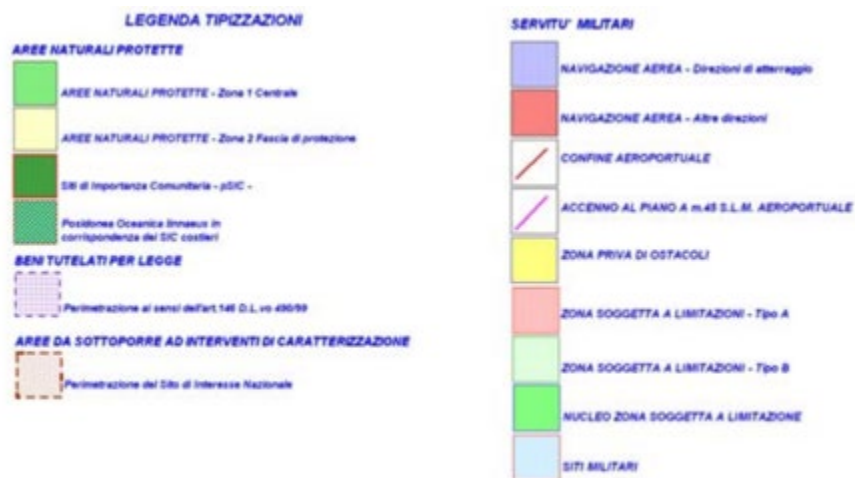 LEGENDA TIPIZZAZIONI
AREE NATURALI PROTETTE
AREE NATURALI PROTETTE - Zona 1 Centrale
AREE NATURALI PROTETTE - Zona 2 Fascia di protezione
Siti di Importanza Comunitaria - pSIC -
Posidonea Oceanica linnaeus in
corrispondenza dei SIC costieri
BENI TUTELATI PER LEGGE
Perimetrazione ai sensi dell'art.146 D.L.vo 490/99
AREE DA SOTTOPORRE AD INTERVENTI DI CARATTERIZZAZIONE
Perimetrazione del Sito di Interesse Nazionale
SERVITU' MILITARI
NAVIGAZIONE AEREA - Direzioni di atterraggio
NAVIGAZIONE AEREA - Altre direzioni
CONFINE AEROPORTUALE
ACCENNO AL PIANO A m.45 S.L.M. AEROPORTUALE
ZONA PRIVA DI OSTACOLI
ZONA SOGGETTA A LIMITAZIONI - Tipo A
ZONA SOGGETTA A LIMITAZIONI - Tipo B
NUCLEO ZONA SOGGETTA A LIMITAZIONE
SITI MILITARI